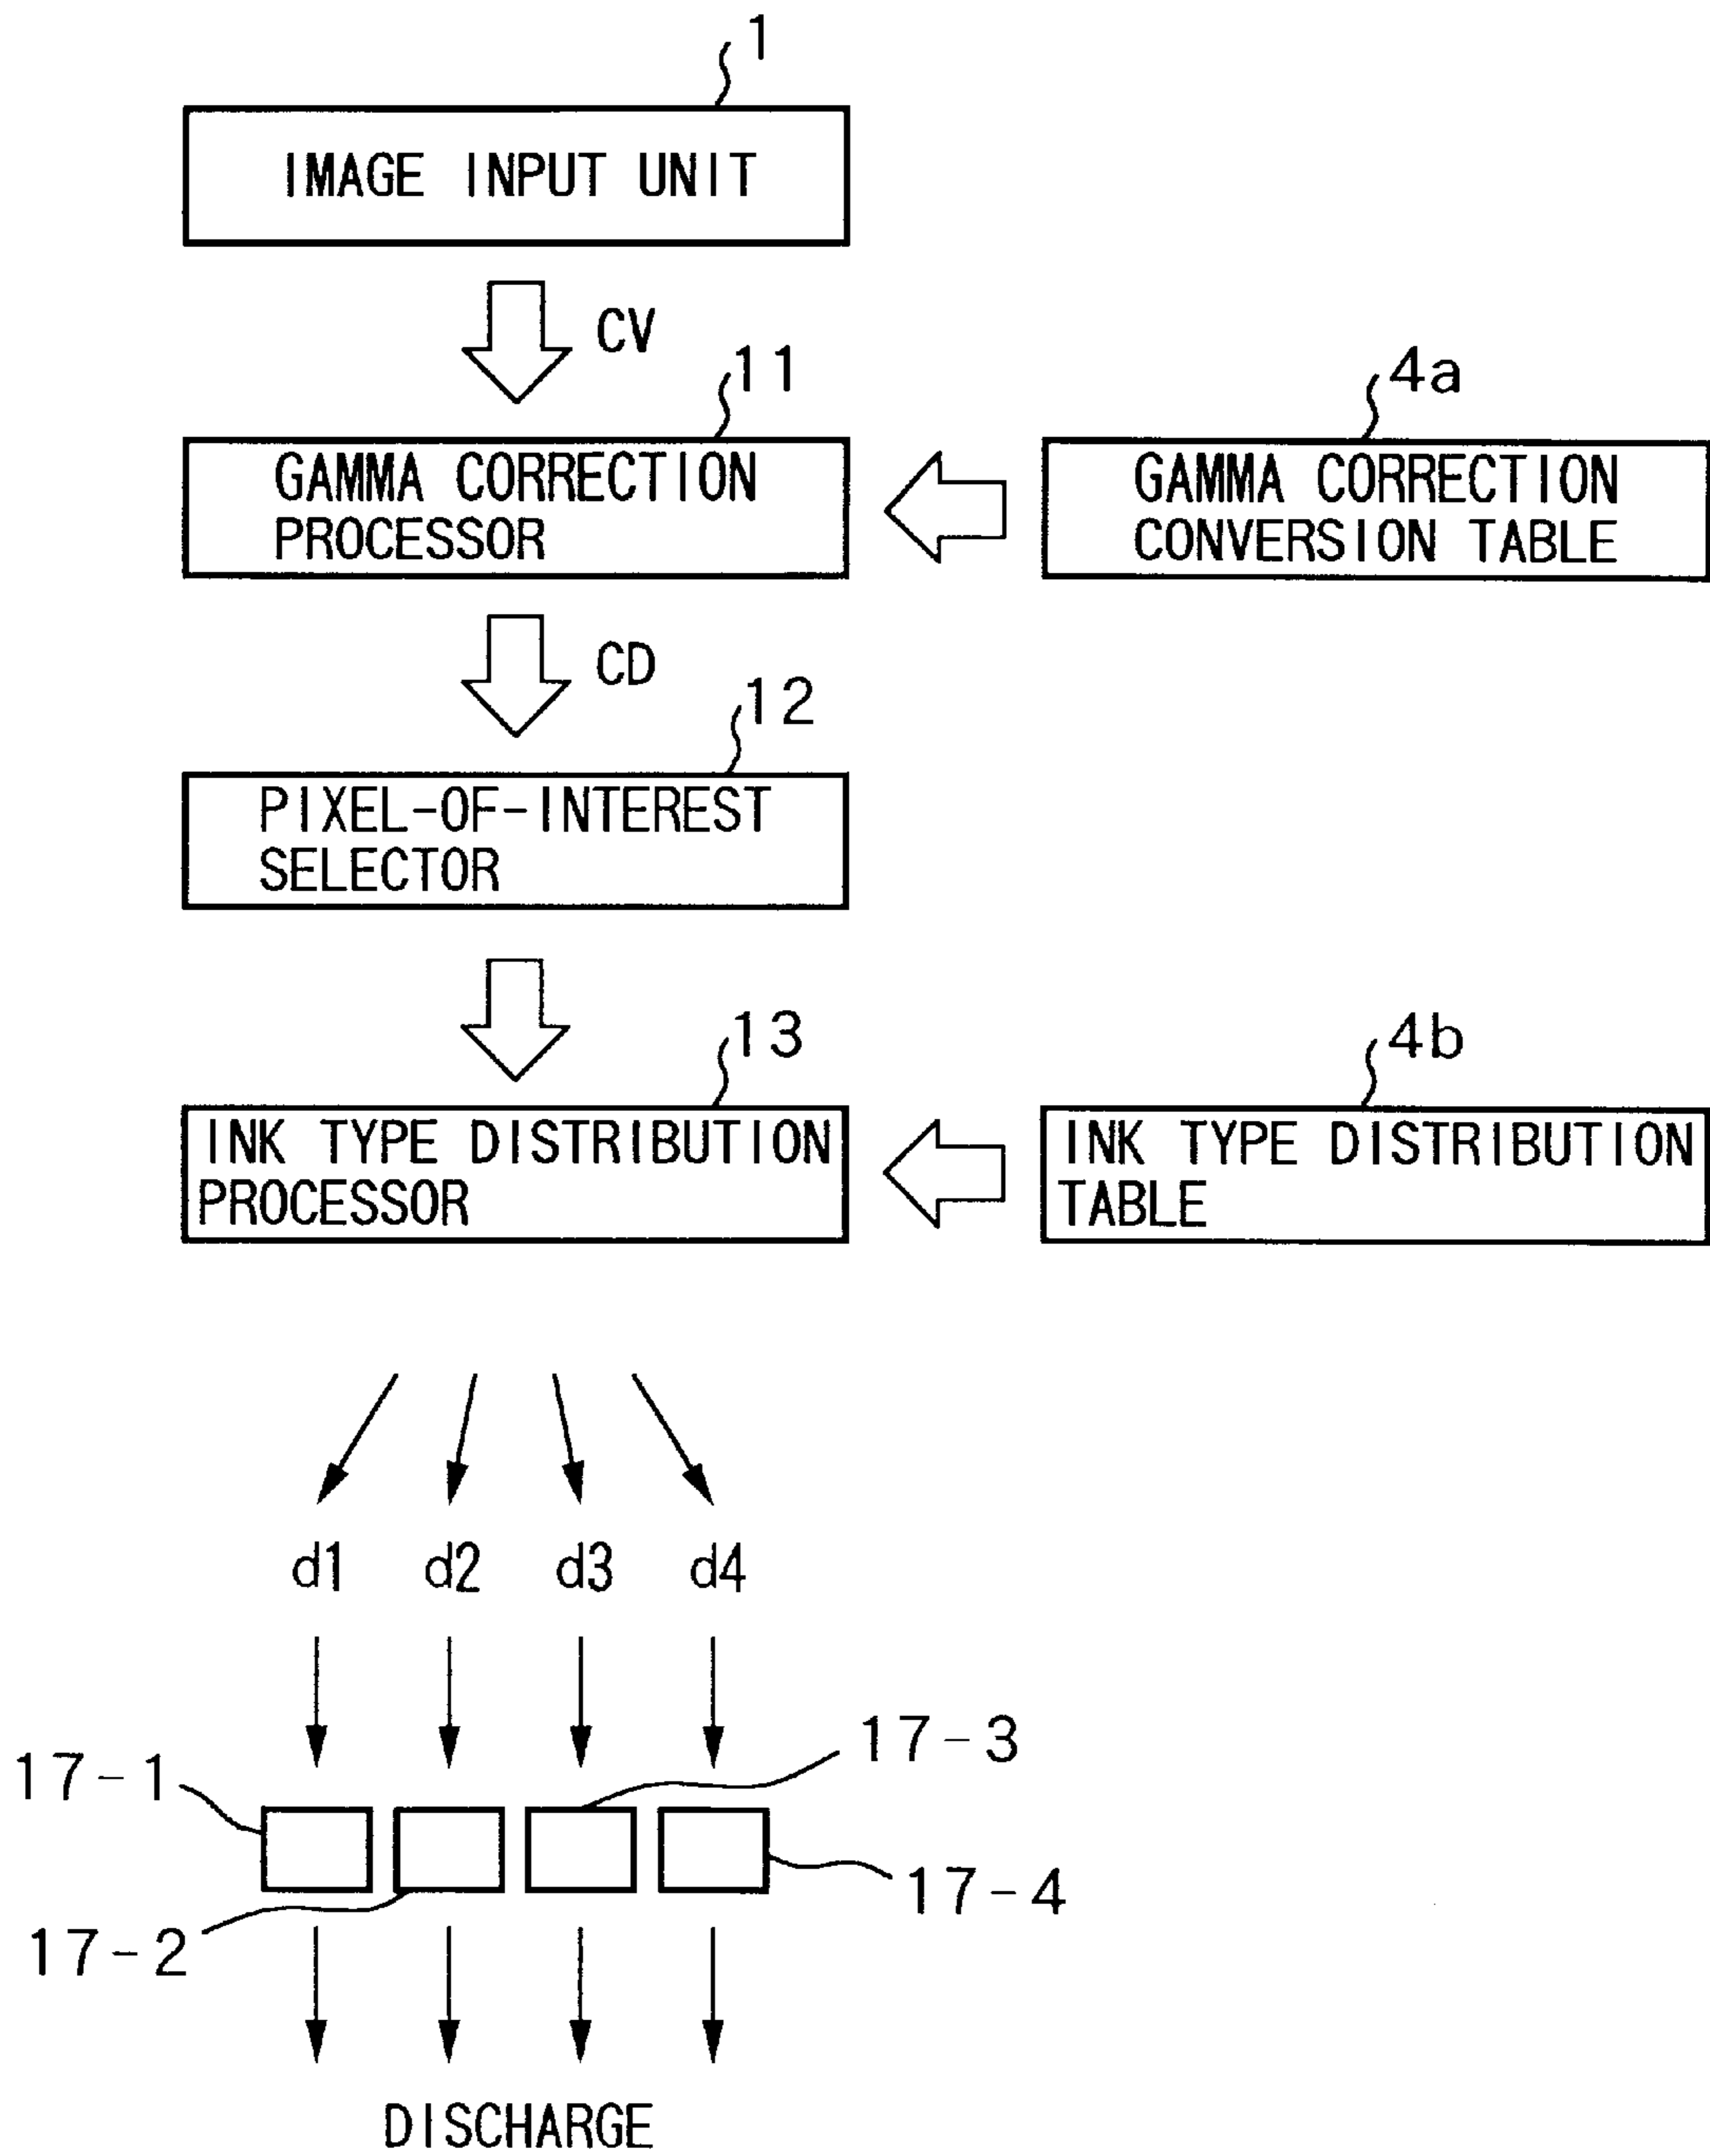 1
IMAGE INPUT UNIT
CV
11
4a
GAMMA CORRECTION
PROCESSOR
GAMMA CORRECTION
CONVERSION TABLE
CD
12
PIXEL-OF-INTEREST
SELECTOR
13
4b
INK TYPE DISTRIBUTION
PROCESSOR
INK TYPE DISTRIBUTION
TABLE
d1 d2 d3 d4
17-3
17-1
17-4
17-2
DISCHARGE